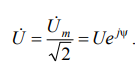 U̇ = U̇ₘ / √2 = Ue^{jψ} .